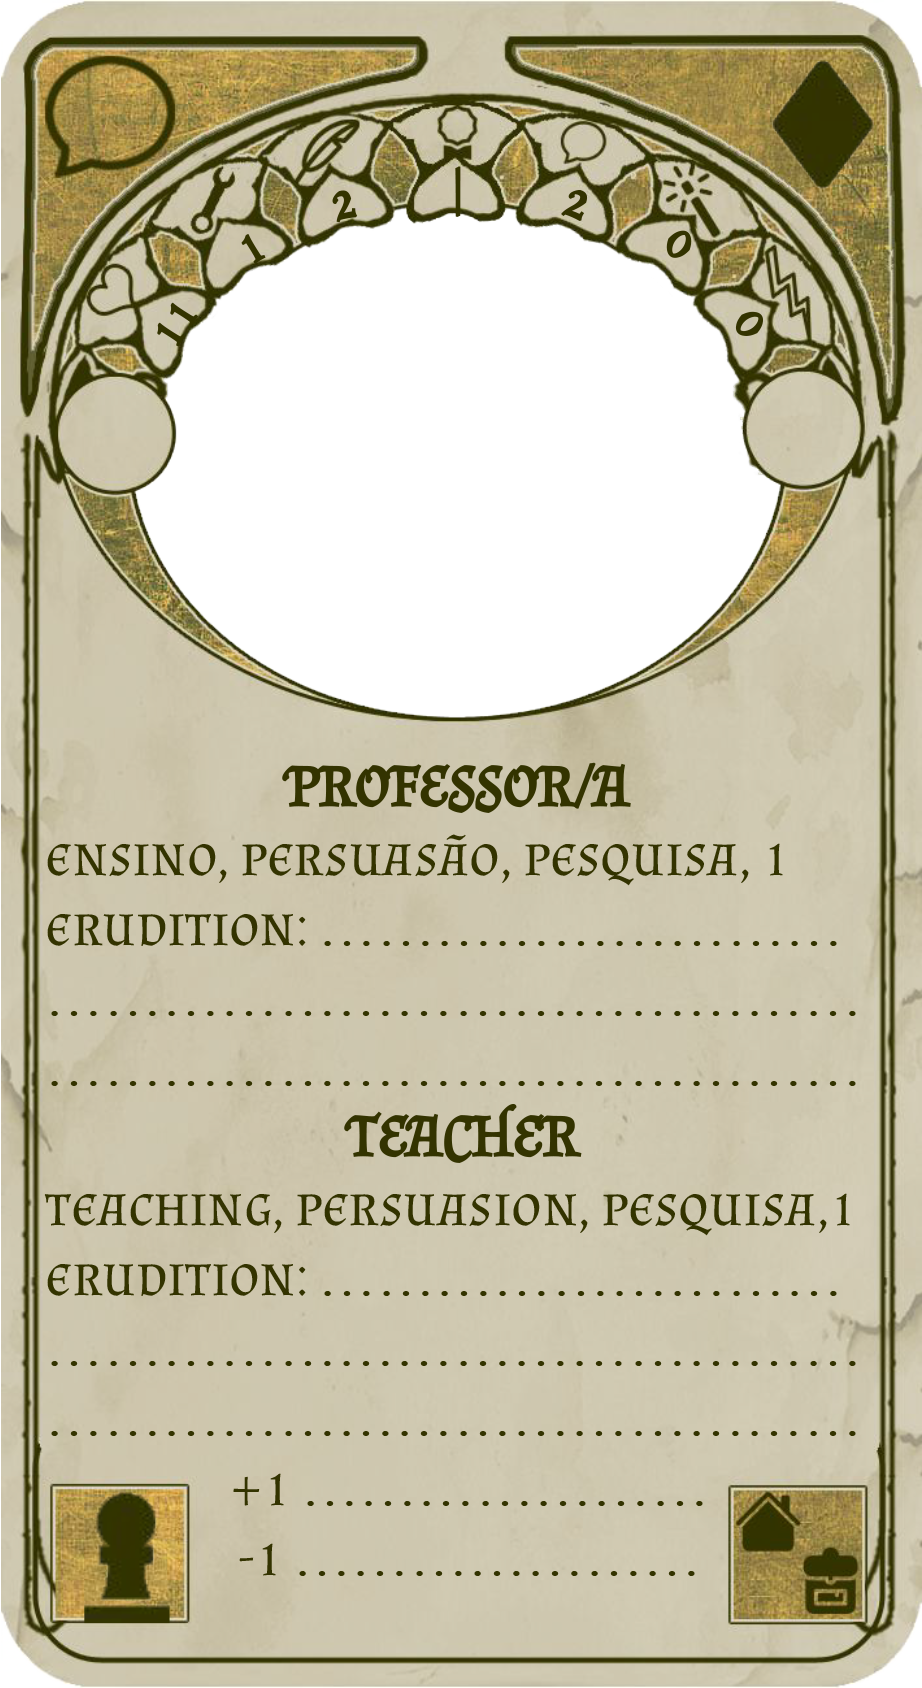 11 1 2 1 2 0 0
PROFESSOR/A
ENSINO, PERSUASÃO, PESQUISA, 1
ERUDITION: ...........................
..........................................
..........................................
TEACHER
TEACHING, PERSUASION, PESQUISA,1
ERUDITION: ...........................
..........................................
..........................................
+1 .....................
-1 .....................